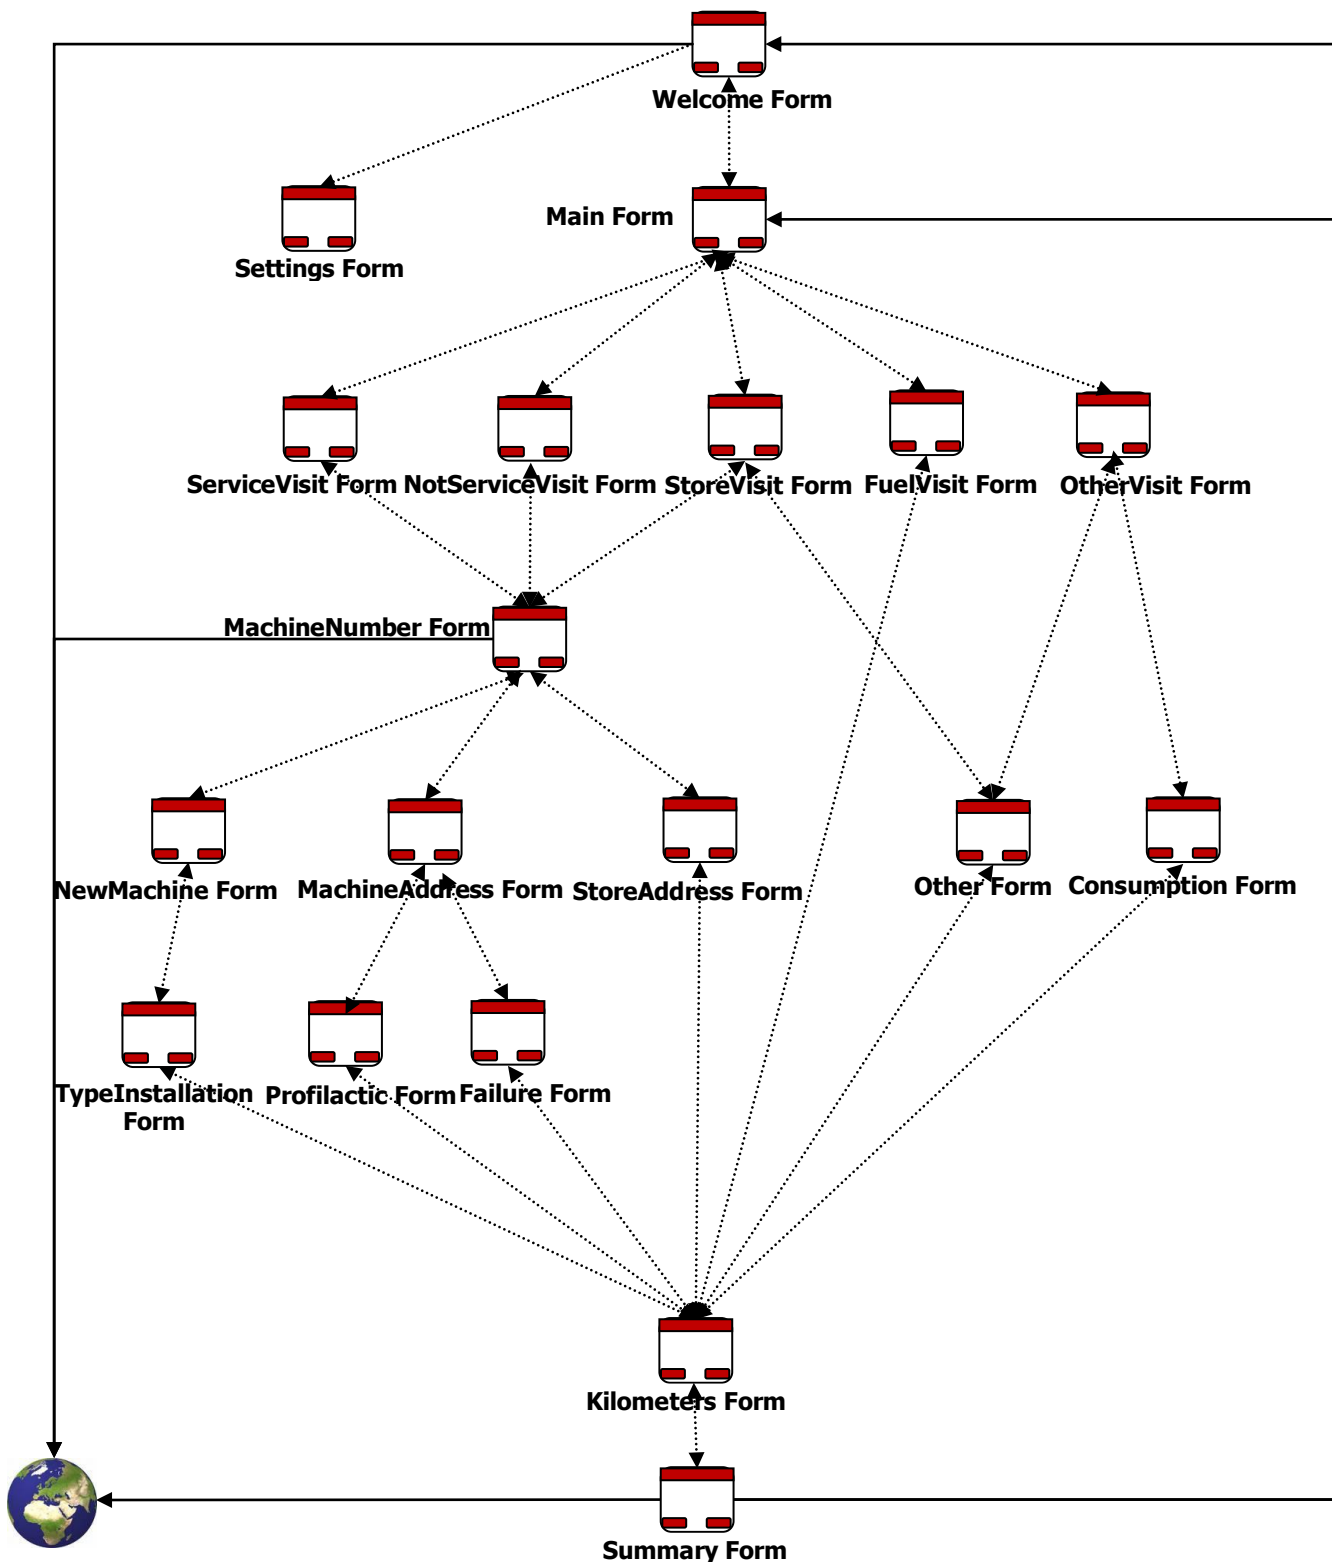 Welcome Form
Main Form
Settings Form
ServiceVisit Form NotServiceVisit Form StoreVisit Form FuelVisit Form OtherVisit Form
MachineNumber Form
NewMachine Form MachineAddress Form StoreAddress Form Other Form Consumption Form
TypeInstallation
Form
Profilactic Form Failure Form
Kilometers Form
Summary Form